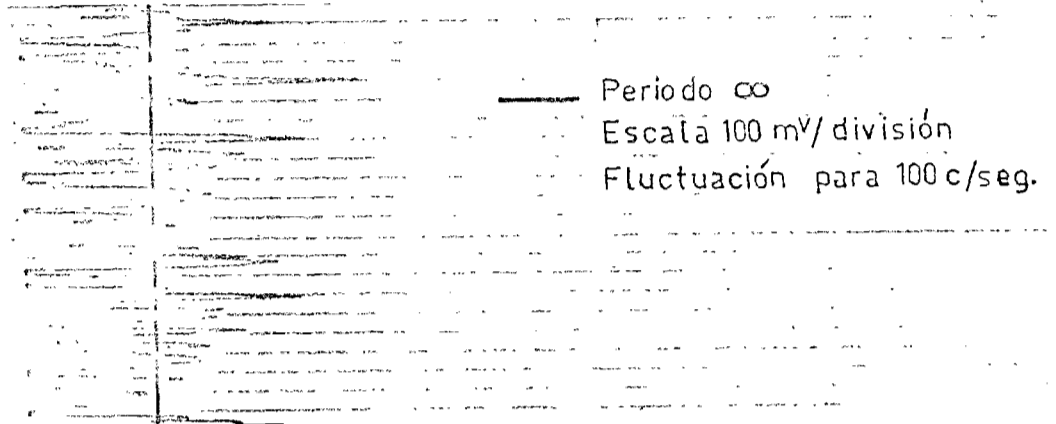 Periodo ∞
Escala 100 mV/división
Fluctuación para 100 c/seg.